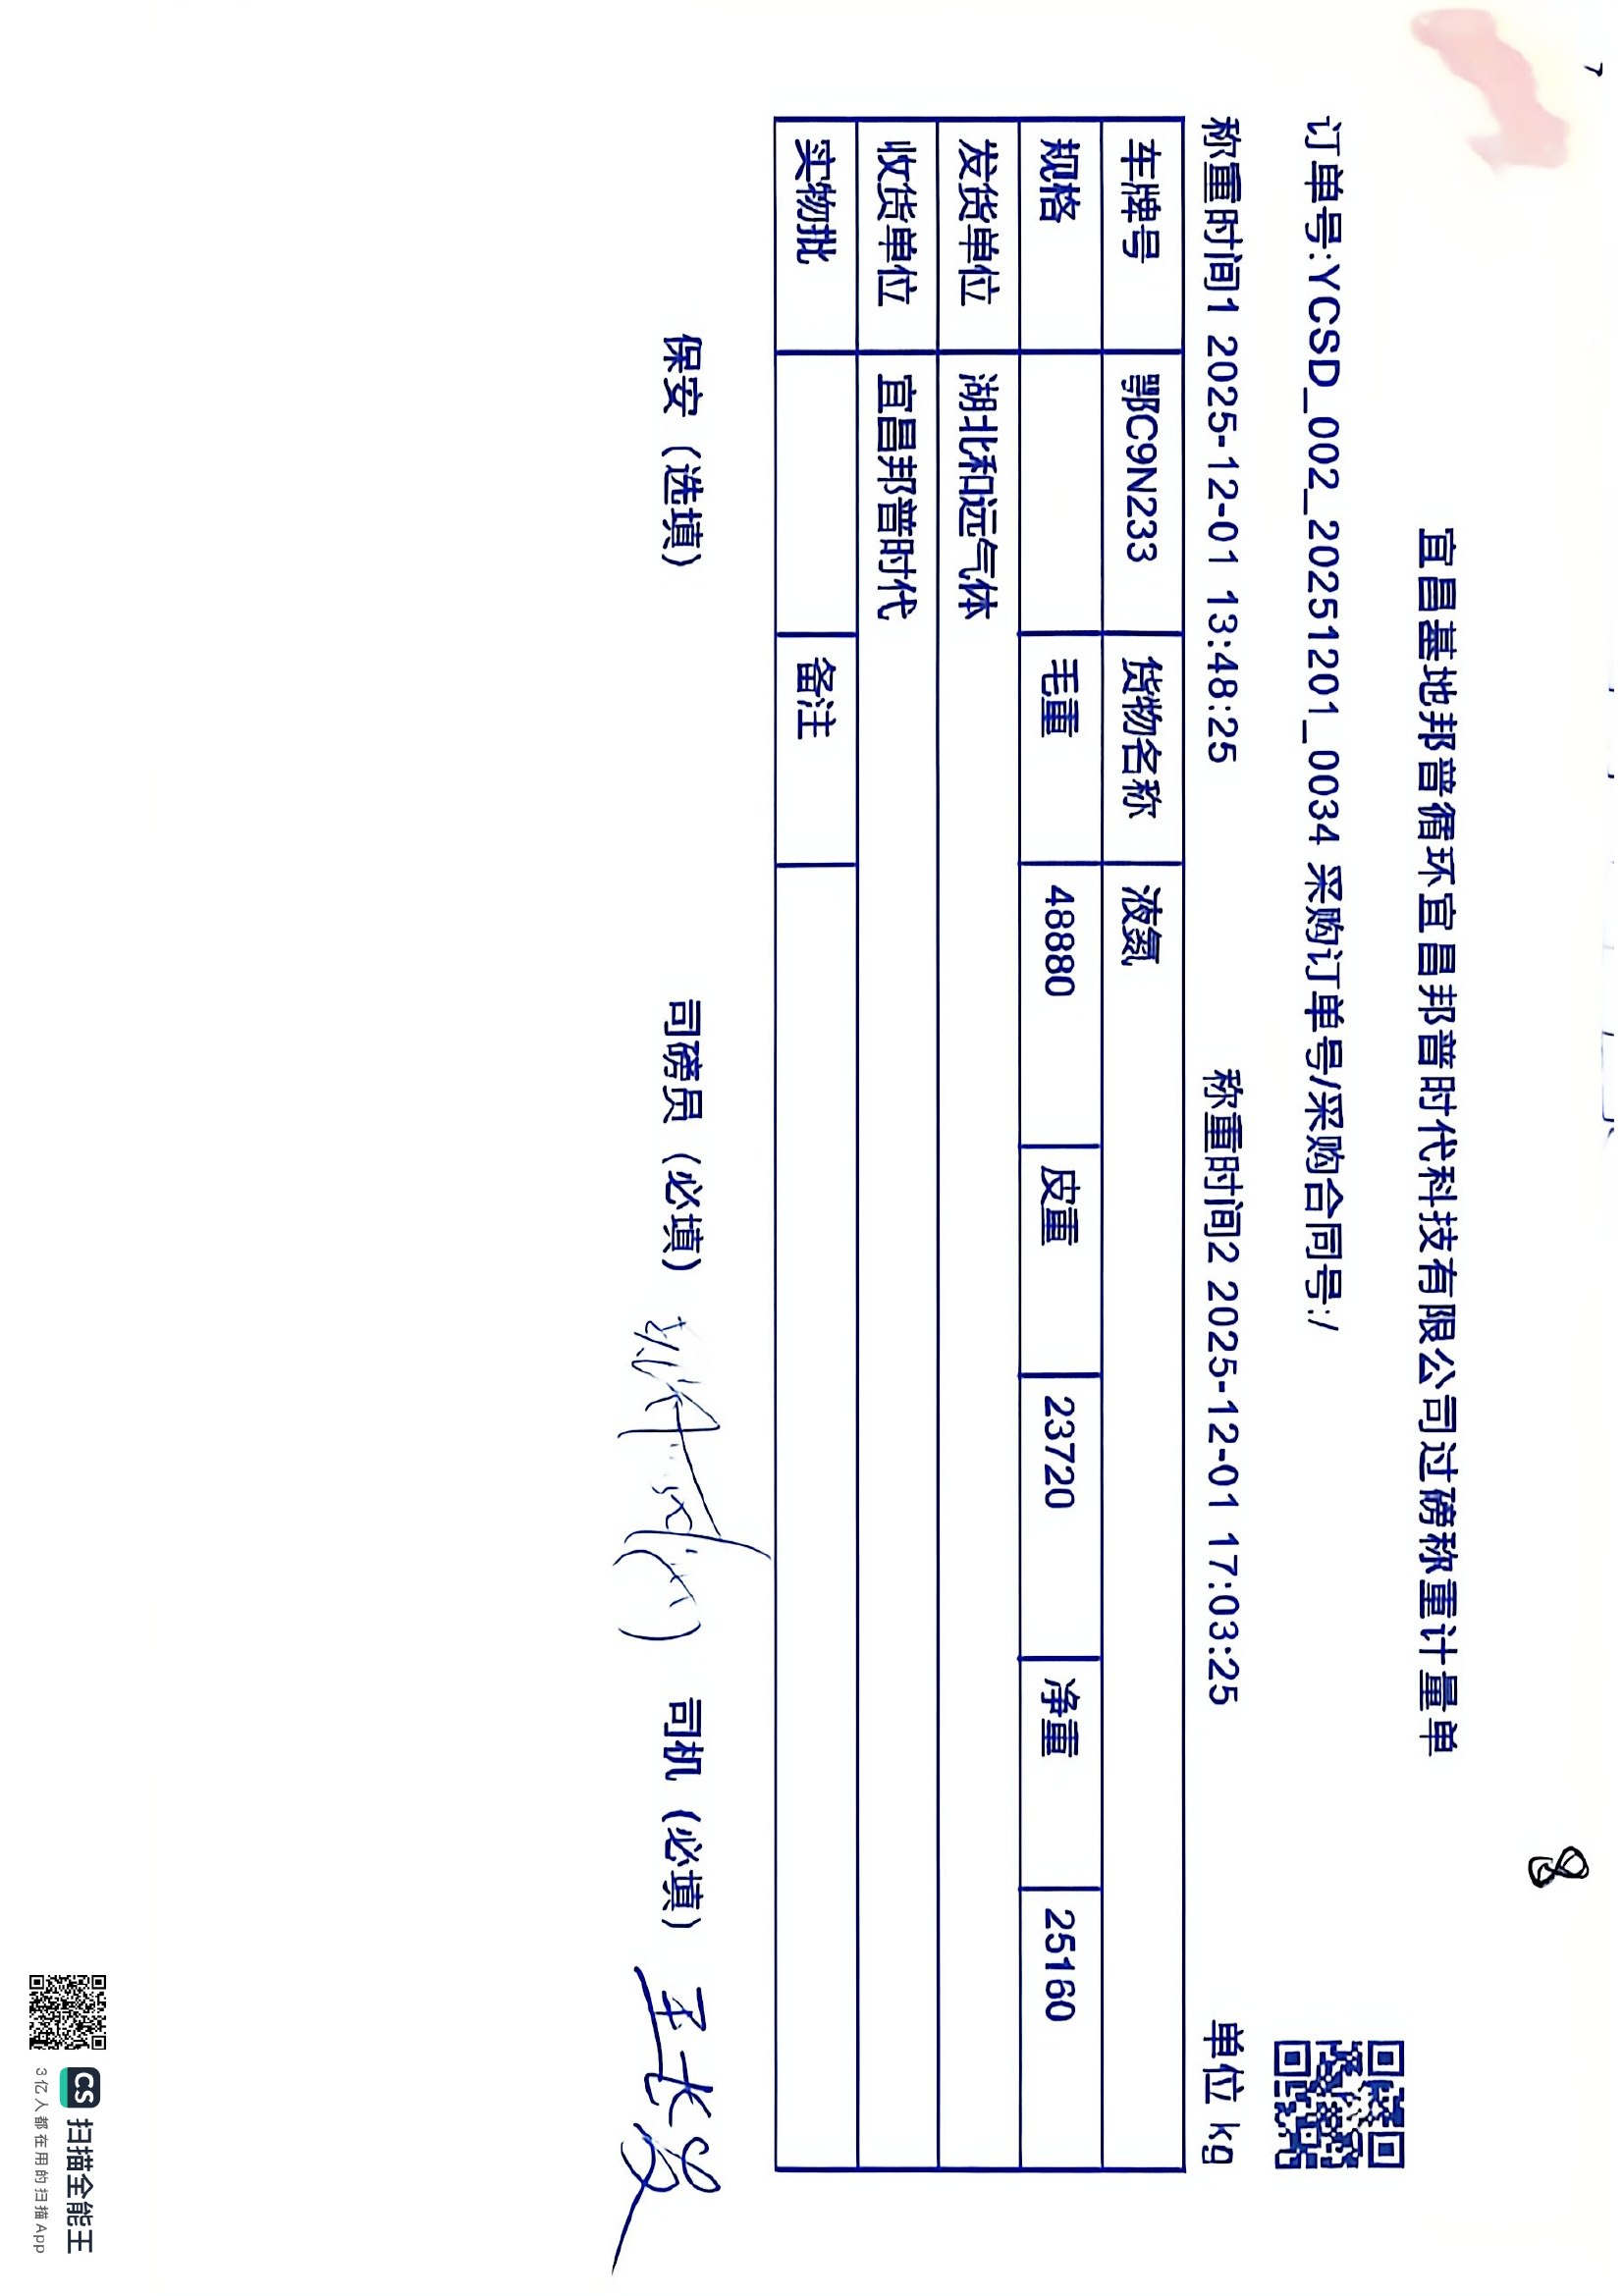 8
宜昌基地邦普循环宜昌邦普时代科技有限公司过磅称重计量单
订单号:YCSD_002_20251201_0034 采购订单号/采购合同号:/
称重时间1 2025-12-01 13:48:25 称重时间2 2025-12-01 17:03:25 单位 kg
车牌号 鄂C9N233 货物名称 液氮
规格 毛重 48880 皮重 23720 净重 25160
发货单位 湖北和远气体
收货单位 宜昌邦普时代
实物批 备注
保安（选填） 司磅员（必填） 司机（必填）
CS 扫描全能王
3亿人都在用的扫描App